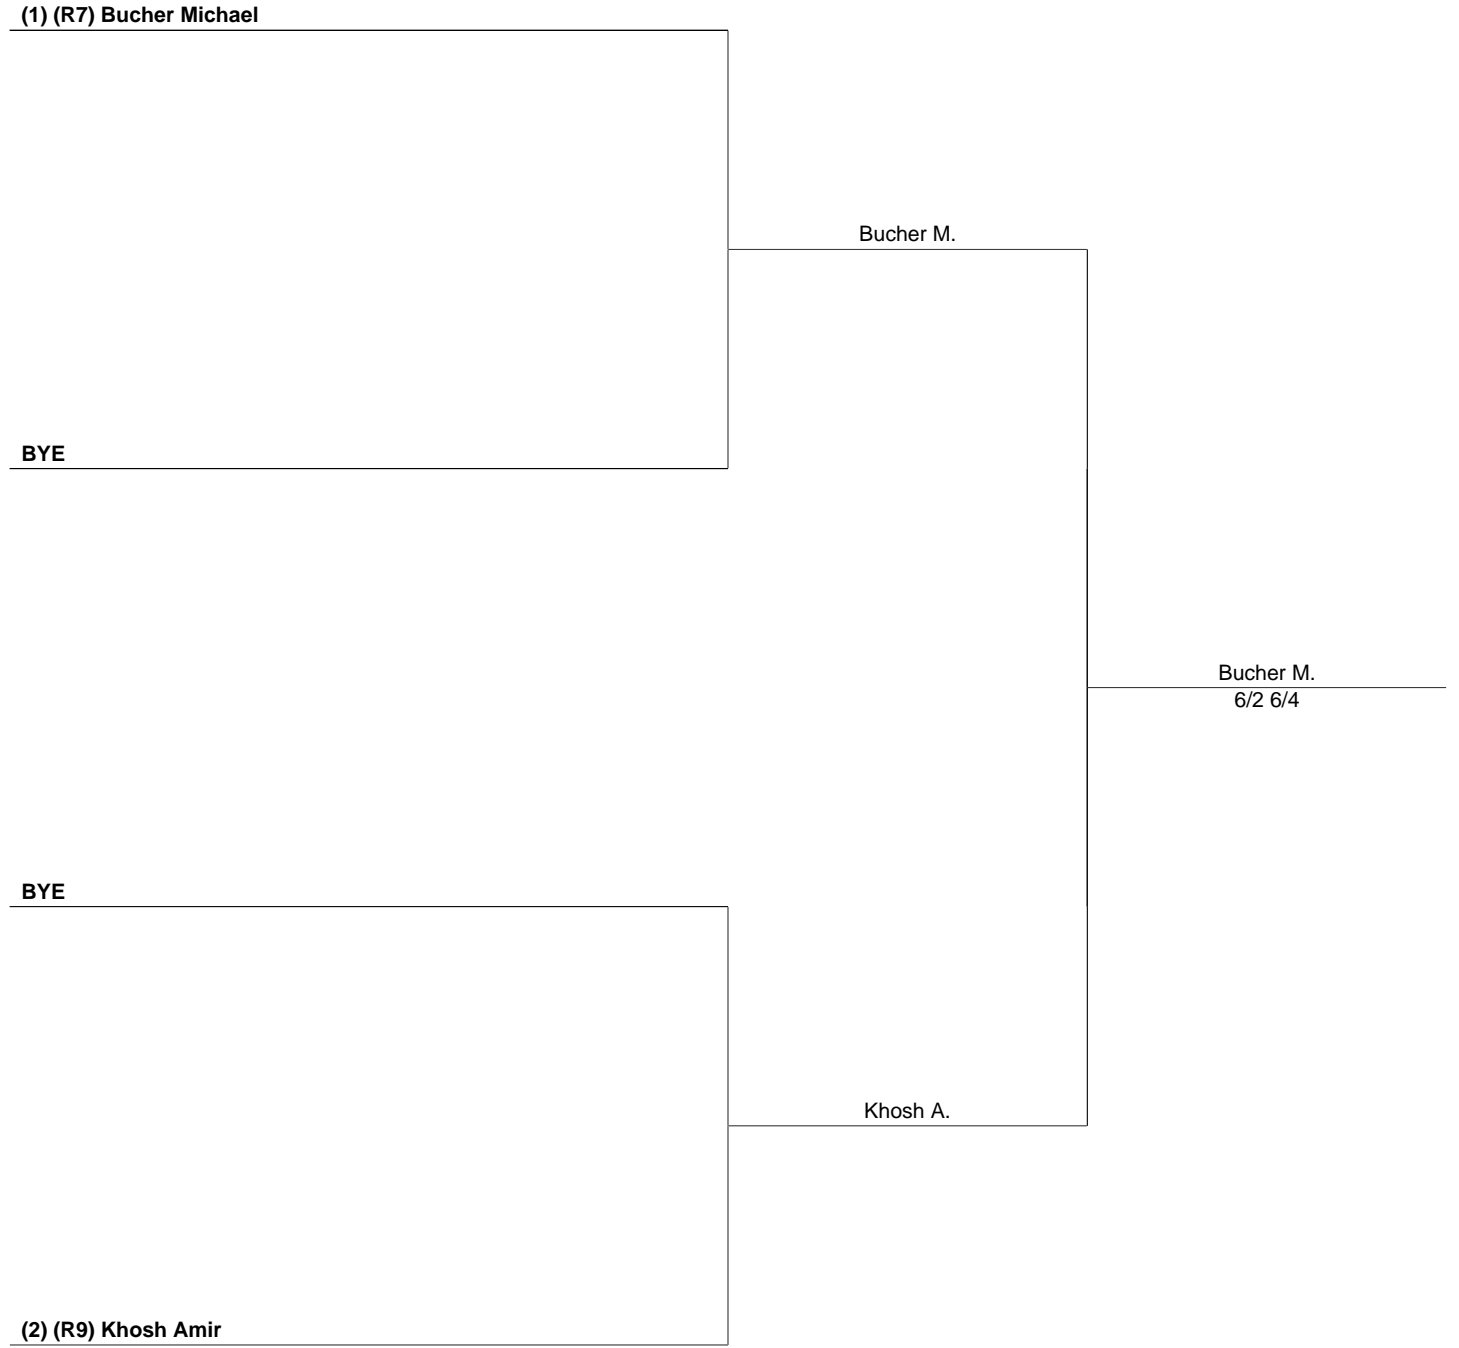 (1) (R7) Bucher Michael
Bucher M.
BYE
Bucher M.
6/2 6/4
BYE
Khosh A.
(2) (R9) Khosh Amir